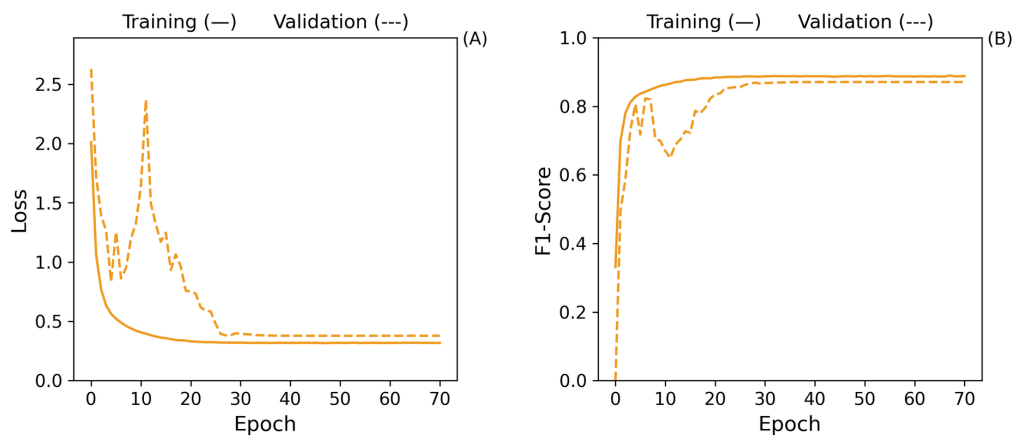 Training (—) Validation (---)
(A)
2.5
2.0
1.5
1.0
0.5
0.0
Loss
0 10 20 30 40 50 60 70
Epoch
Training (—) Validation (---)
(B)
1.0
0.8
0.6
0.4
0.2
0.0
F1-Score
0 10 20 30 40 50 60 70
Epoch